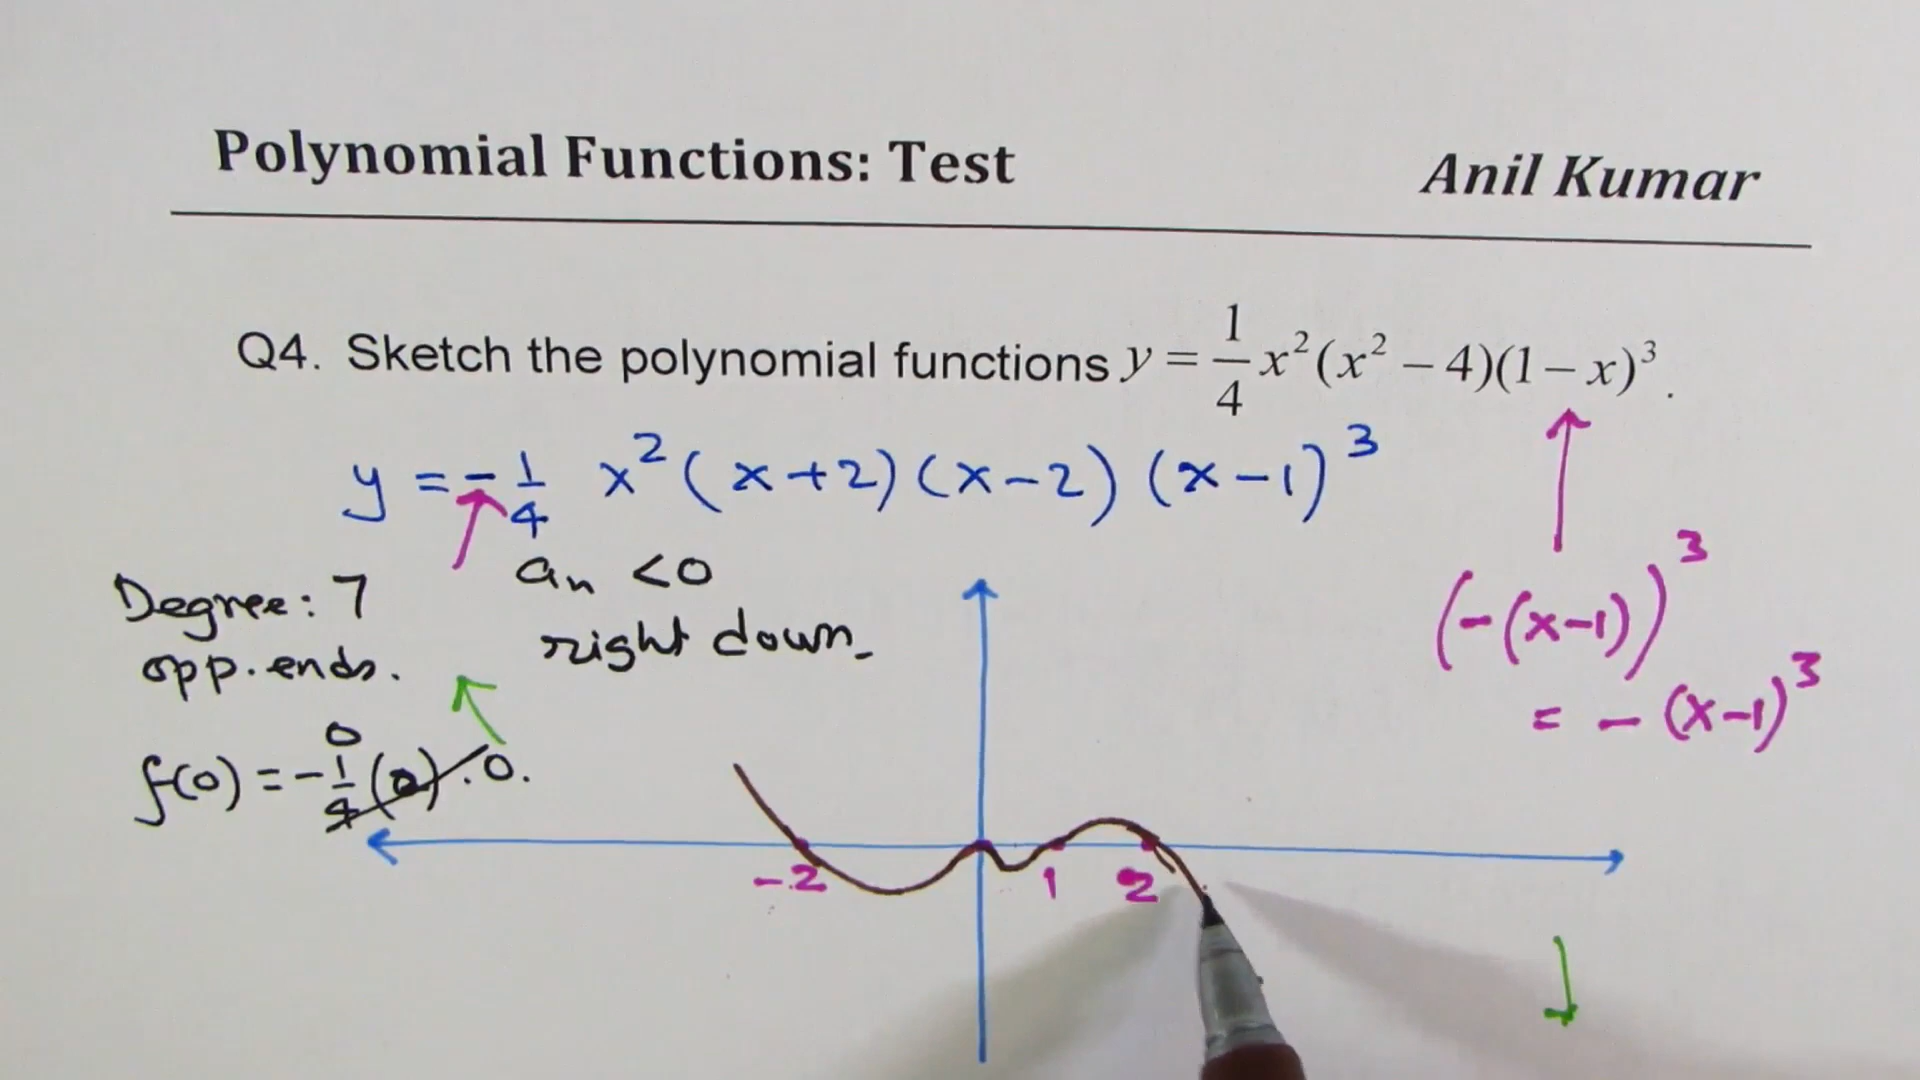 Polynomial Functions: Test Anil Kumar
Q4. Sketch the polynomial functions y = 1/4 x²(x² − 4)(1 − x)³.
y = −1/4 x²(x+2)(x−2)(x−1)³
Degree: 7
opp. ends.
an <0
right down
(−(x−1))³
= −(x−1)³
0
f(0) = −1/4(0).0.
-2 1 2